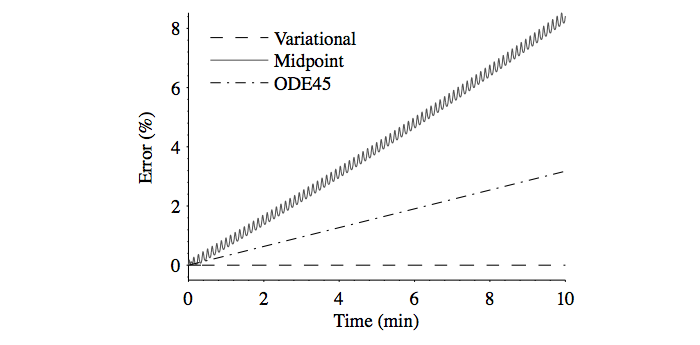 8
6
4
2
0
Error (%)
Variational
Midpoint
ODE45
0 2 4 6 8 10
Time (min)